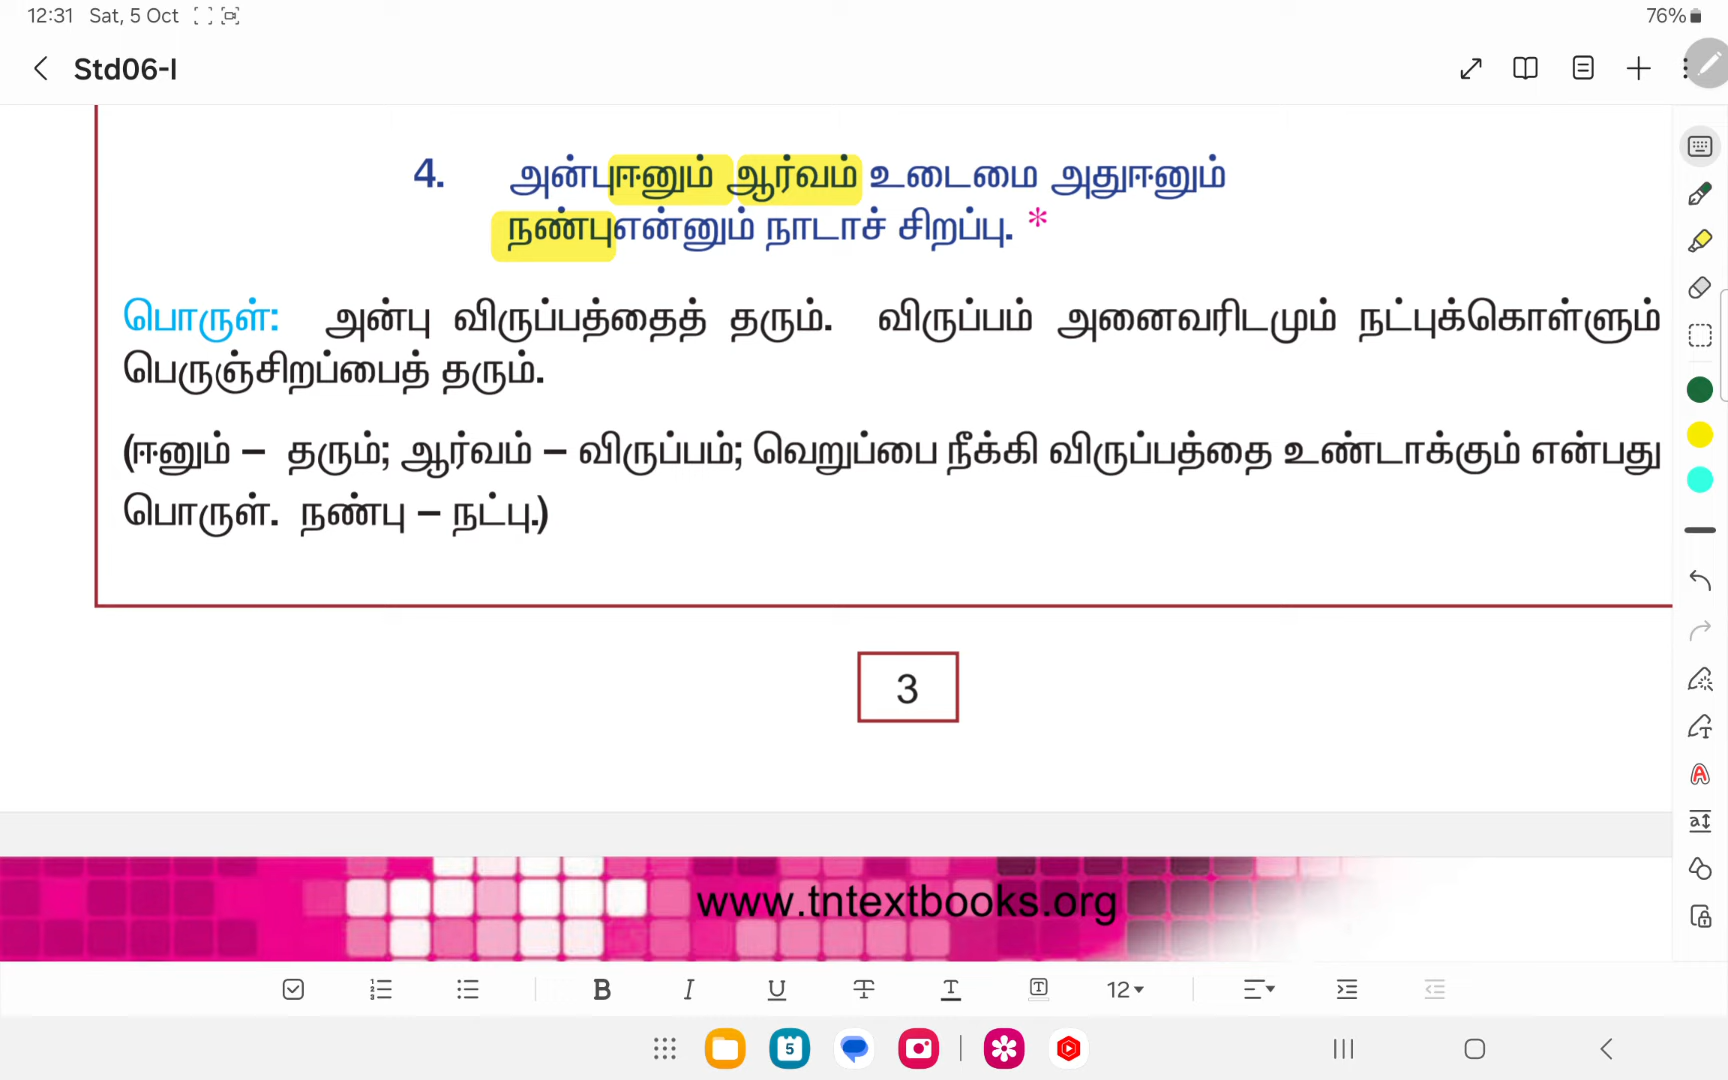 12:31 Sat, 5 Oct 76%
Std06-I
4. அன்புஈனும் ஆர்வம் உடைமை அதுஈனும்
நண்புஎன்னும் நாடாச் சிறப்பு. *
பொருள்: அன்பு விருப்பத்தைத் தரும். விருப்பம் அனைவரிடமும் நட்புக்கொள்ளும்
பெருஞ்சிறப்பைத் தரும்.
(ஈனும் – தரும்; ஆர்வம் – விருப்பம்; வெறுப்பை நீக்கி விருப்பத்தை உண்டாக்கும் என்பது
பொருள். நண்பு – நட்பு.)
3
www.tntextbooks.org
B I U T T T 12
5